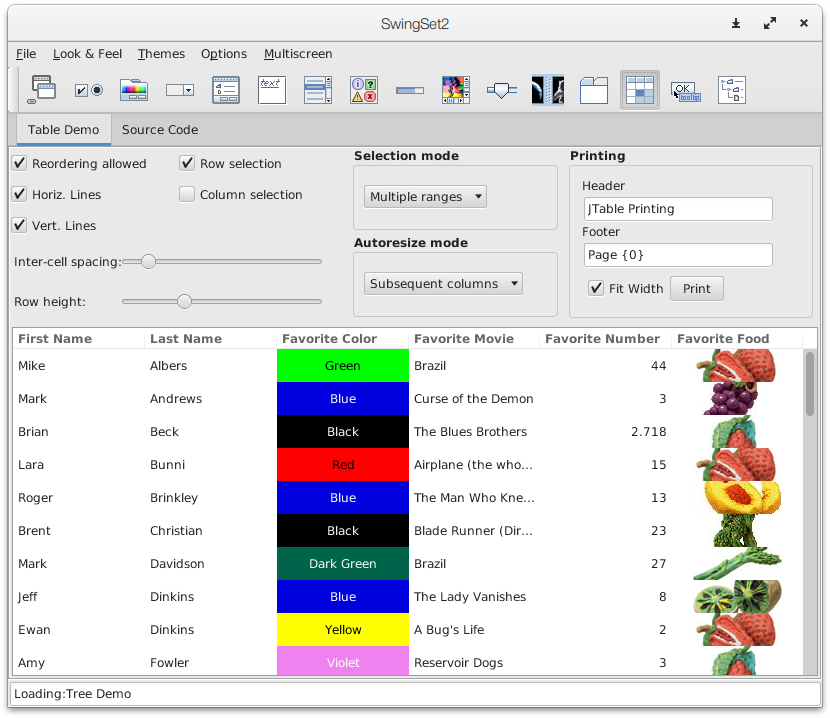 SwingSet2
File Look & Feel Themes Options Multiscreen
text
OK
tooltip
Table Demo Source Code
Reordering allowed Row selection
Horiz. Lines Column selection
Vert. Lines
Inter-cell spacing:
Row height:
Selection mode
Multiple ranges
Autoresize mode
Subsequent columns
Printing
Header
JTable Printing
Footer
Page {0}
Fit Width Print
First Name Last Name Favorite Color Favorite Movie Favorite Number Favorite Food
Mike Albers Green Brazil 44
Mark Andrews Blue Curse of the Demon 3
Brian Beck Black The Blues Brothers 2.718
Lara Bunni Red Airplane (the who... 15
Roger Brinkley Blue The Man Who Kne... 13
Brent Christian Black Blade Runner (Dir... 23
Mark Davidson Dark Green Brazil 27
Jeff Dinkins Blue The Lady Vanishes 8
Ewan Dinkins Yellow A Bug's Life 2
Amy Fowler Violet Reservoir Dogs 3
Loading:Tree Demo